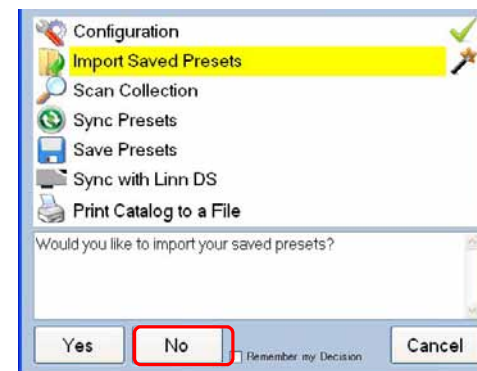 Configuration
Import Saved Presets
Scan Collection
Sync Presets
Save Presets
Sync with Linn DS
Print Catalog to a File
Would you like to import your saved presets?
Yes No Remember my Decision Cancel